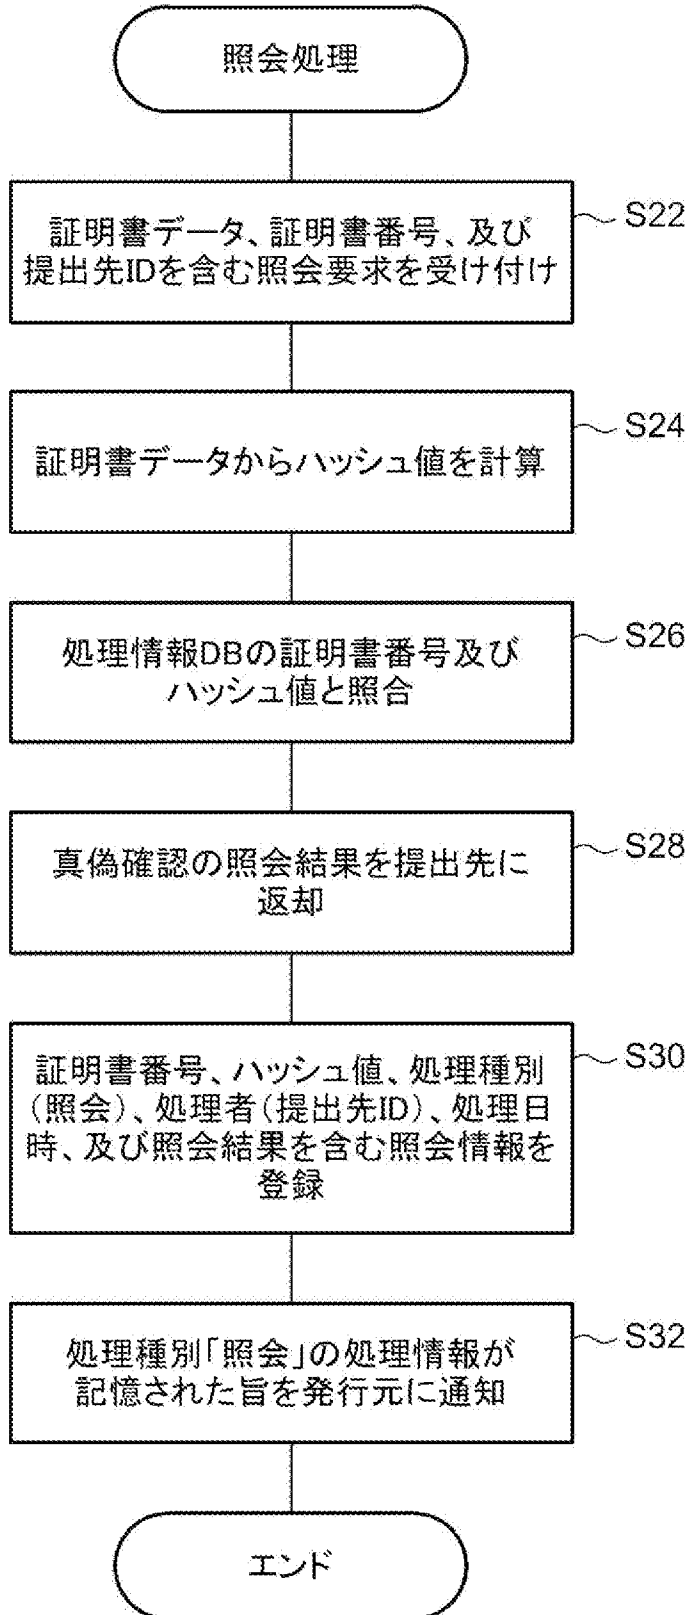 照会処理
S22
証明書データ、証明書番号、及び
提出先IDを含む照会要求を受け付け
S24
証明書データからハッシュ値を計算
S26
処理情報DBの証明書番号及び
ハッシュ値と照合
S28
真偽確認の照会結果を提出先に
返却
S30
証明書番号、ハッシュ値、処理種別
(照会)、処理者(提出先ID)、処理日
時、及び照会結果を含む照会情報を
登録
S32
処理種別「照会」の処理情報が
記憶された旨を発行元に通知
エンド